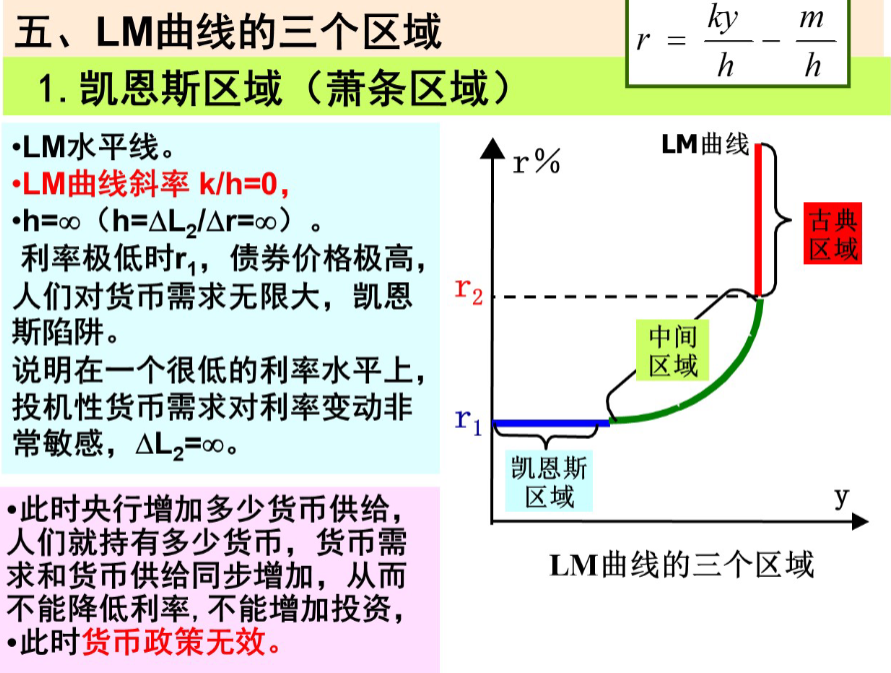 五、LM曲线的三个区域
r = ky/h − m/h
1.凯恩斯区域（萧条区域）
•LM水平线。
•LM曲线斜率 k/h=0，
•h=∞（h=ΔL₂/Δr=∞）。
利率极低时r₁，债券价格极高，
人们对货币需求无限大，凯恩
斯陷阱。
说明在一个很低的利率水平上，
投机性货币需求对利率变动非
常敏感，ΔL₂=∞。
•此时央行增加多少货币供给，
人们就持有多少货币，货币需
求和货币供给同步增加，从而
不能降低利率,不能增加投资，
•此时货币政策无效。
r%
LM曲线
古典
区域
r₂
中间
区域
r₁
凯恩斯
区域
y
LM曲线的三个区域